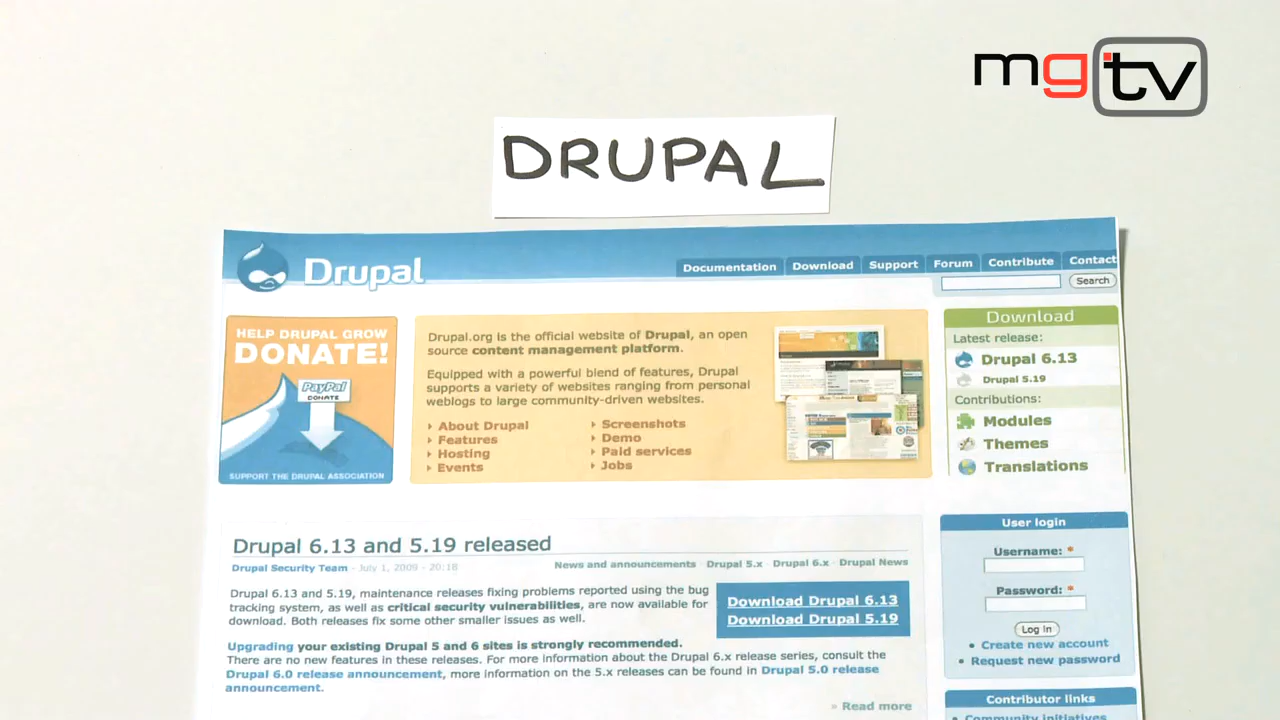 mgtv
DRUPAL
Drupal
Documentation Download Support Forum Contribute Contact
Search
HELP DRUPAL GROW
DONATE!
PayPal
DONATE
SUPPORT THE DRUPAL ASSOCIATION
Drupal.org is the official website of Drupal, an open
source content management platform.
Equipped with a powerful blend of features, Drupal
supports a variety of websites ranging from personal
weblogs to large community-driven websites.
About Drupal
Features
Hosting
Events
Screenshots
Demo
Paid services
Jobs
Download
Latest release:
Drupal 6.13
Drupal 5.19
Contributions:
Modules
Themes
Translations
Drupal 6.13 and 5.19 released
Drupal Security Team - July 1, 2009 - 20:18
News and announcements · Drupal 5.x · Drupal 6.x · Drupal News
Drupal 6.13 and 5.19, maintenance releases fixing problems reported using the bug
tracking system, as well as critical security vulnerabilities, are now available for
download. Both releases fix some other smaller issues as well.
Download Drupal 6.13
Download Drupal 5.19
Upgrading your existing Drupal 5 and 6 sites is strongly recommended.
There are no new features in these releases. For more information about the Drupal 6.x release series, consult the
Drupal 6.0 release announcement, more information on the 5.x releases can be found in Drupal 5.0 release
announcement.
» Read more
User login
Username: *
Password: *
Log in
• Create new account
• Request new password
Contributor links
• Community initiatives